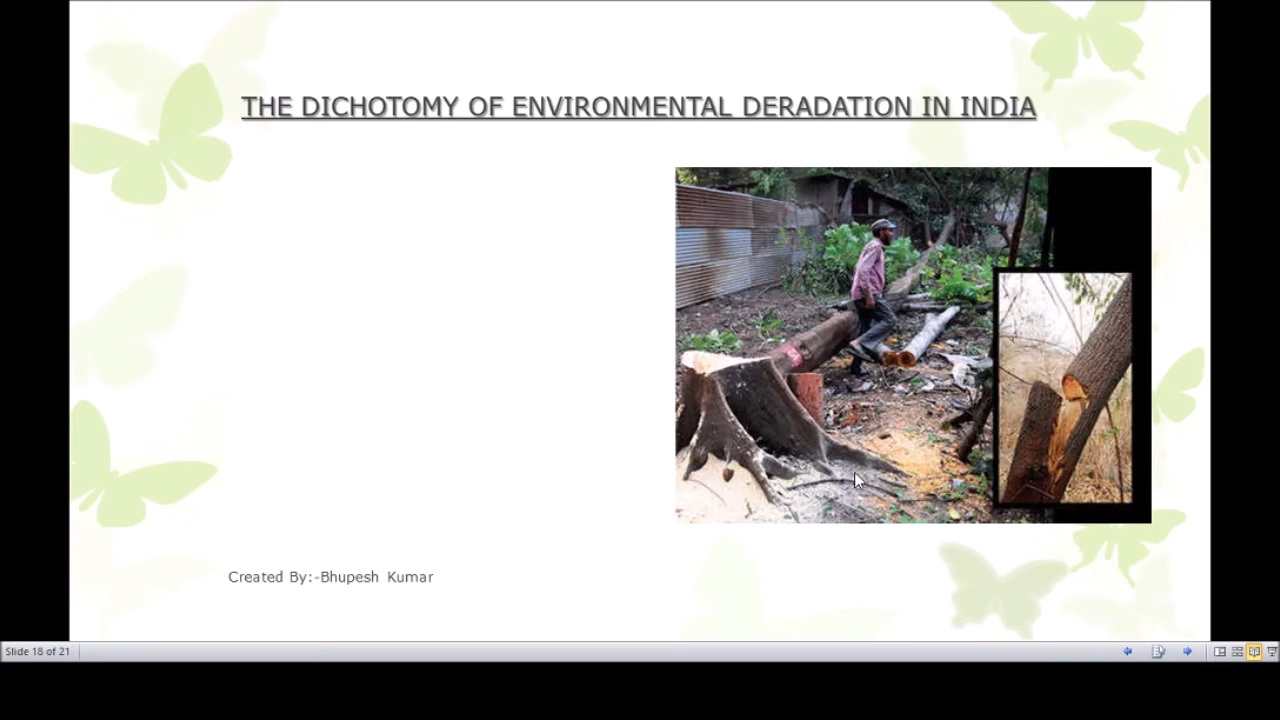 THE DICHOTOMY OF ENVIRONMENTAL DERADATION IN INDIA
Created By:-Bhupesh Kumar
Slide 18 of 21